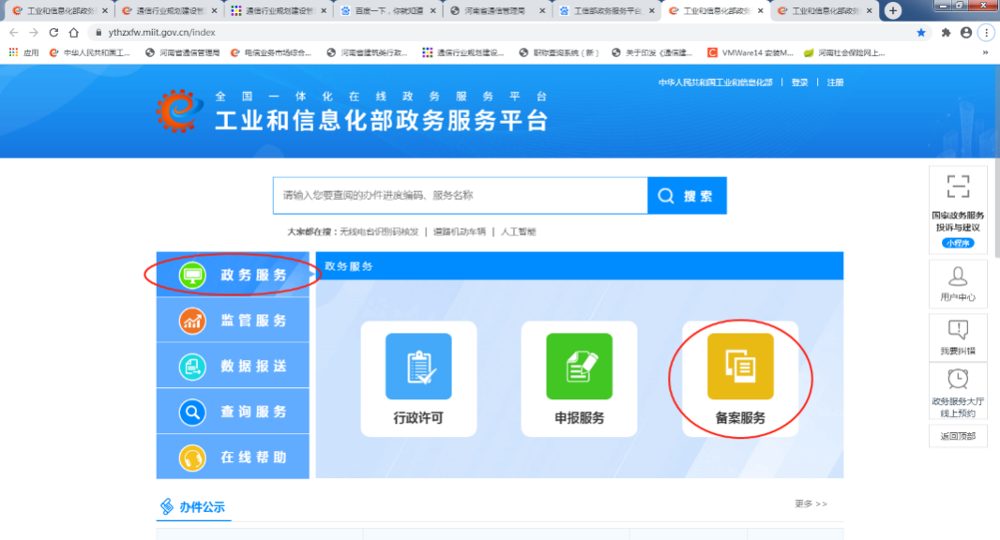 工业和信息化部政务
通信行业规划建设管
通信行业规划建设管
百度一下，你就知道
河南省通信管理局
工信部政务服务平台
工业和信息化部政务
工业和信息化部政务
ythzxfw.miit.gov.cn/index
应用
中华人民共和国工...
河南省通信管理局
电信业务市场综合...
河南省建筑类行政...
通信行业规划建设...
职称查询系统（新）
关于印发《通信建...
VMWare14 安装M...
河南社会保险网上...
»
中华人民共和国工业和信息化部 | 登录 | 注册
全国一体化在线政务服务平台
工业和信息化部政务服务平台
请输入您要查阅的办件进度编码、服务名称
搜索
大家都在搜：无线电台识别码核发 | 道路机动车辆 | 人工智能
政务服务
监管服务
数据报送
查询服务
在线帮助
政务服务
行政许可
申报服务
备案服务
国家政务服务
投诉与建议
小程序
用户中心
我要纠错
政务服务大厅
线上预约
返回顶部
办件公示
更多 >>